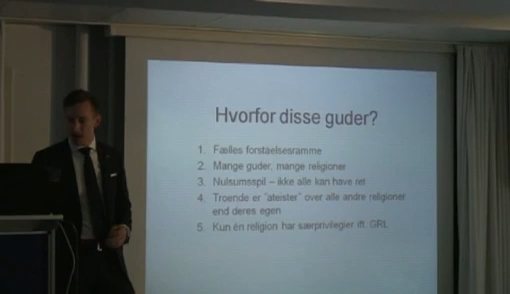 Hvorfor disse guder?
1. Fælles forståelsesramme
2. Mange guder, mange religioner
3. Nulsumsspil – ikke alle kan have ret
4. Troende er "ateister" over alle andre religioner
end deres egen
5. Kun én religion har særprivilegier ift. GRL